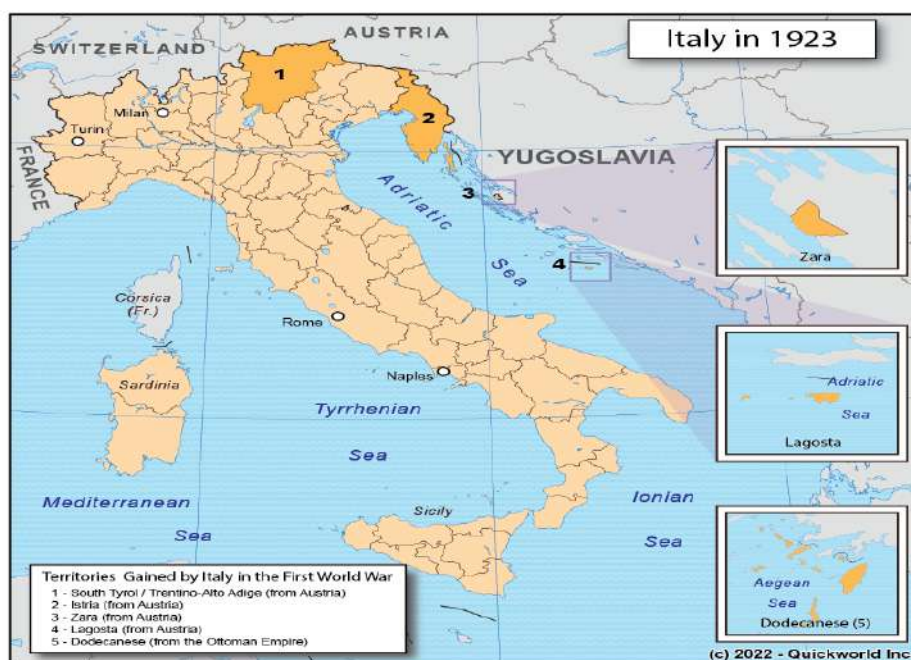 Italy in 1923
SWITZERLAND
AUSTRIA
FRANCE
YUGOSLAVIA
1
2
3
4
Milan
Turin
Rome
Naples
Corsica
(Fr.)
Sardinia
Sicily
Adriatic
Sea
Tyrrhenian
Sea
Mediterranean
Sea
Ionian
Sea
Zara
Adriatic
Sea
Lagosta
Aegean
Sea
Dodecanese (5)
Territories Gained by Italy in the First World War
1 - South Tyrol / Trentino-Alto Adige (from Austria)
2 - Istria (from Austria)
3 - Zara (from Austria)
4 - Lagosta (from Austria)
5 - Dodecanese (from the Ottoman Empire)
(c) 2022 - Quickworld Inc